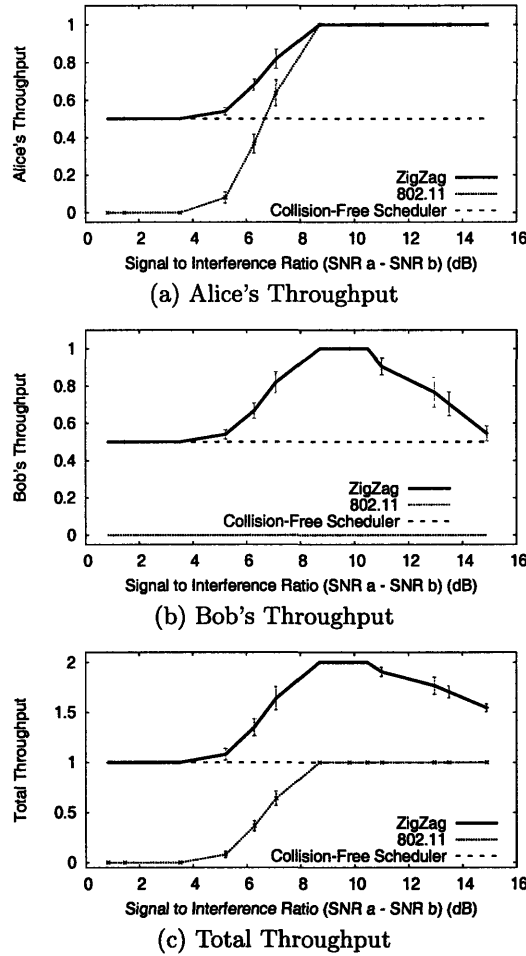 Alice's Throughput
1
0.8
0.6
0.4
0.2
0
ZigZag
802.11
Collision-Free Scheduler
0 2 4 6 8 10 12 14 16
Signal to Interference Ratio (SNR a - SNR b) (dB)
(a) Alice's Throughput
Bob's Throughput
1
0.8
0.6
0.4
0.2
0
ZigZag
802.11
Collision-Free Scheduler
0 2 4 6 8 10 12 14 16
Signal to Interference Ratio (SNR a - SNR b) (dB)
(b) Bob's Throughput
Total Throughput
2
1.5
1
0.5
0
ZigZag
802.11
Collision-Free Scheduler
0 2 4 6 8 10 12 14 16
Signal to Interference Ratio (SNR a - SNR b) (dB)
(c) Total Throughput